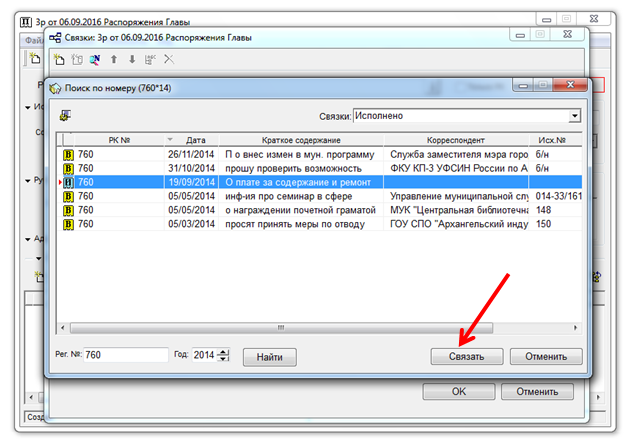 3р от 06.09.2016 Распоряжения Главы
Связки: 3р от 06.09.2016 Распоряжения Главы
Поиск по номеру (760*14)
Связки: Исполнено
РК № Дата Краткое содержание Корреспондент Исх.№
В 760 26/11/2014 П о внес измен в мун. программу Служба заместителя мэра горо б/н
В 760 31/10/2014 прошу проверить возможность ФКУ КП-3 УФСИН России по А б/н
И 760 19/09/2014 О плате за содержание и ремонт
В 760 05/05/2014 инф-ия про семинар в сфере Управление муниципальной слу 014-33/161
В 760 05/05/2014 о награждении почетной граматой МУК "Центральная библиотечна 148
В 760 05/03/2014 просят принять меры по отводу ГОУ СПО "Архангельский инду 150
Рег. №: 760 Год: 2014 Найти Связать Отменить
OK Отменить